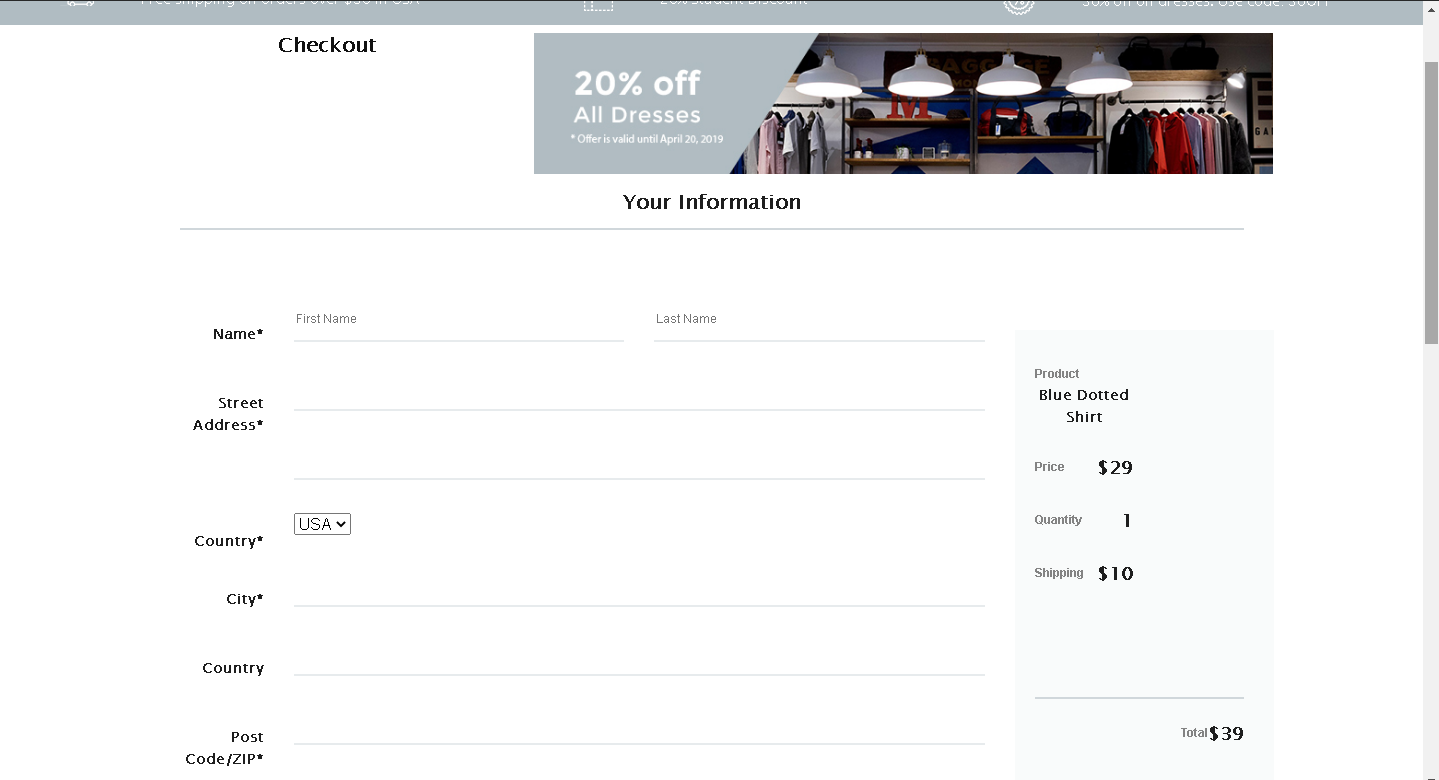 Free shipping on orders over $50 in USA
20% Student Discount
30% off on dresses. Use code:
Checkout
20% off
All Dresses
* Offer is valid until April 20, 2019
BAGGAGE
M
GA
Your Information
Name*
First Name
Last Name
Street
Address*
Country*
USA
City*
Country
Post
Code/ZIP*
Product
Blue Dotted
Shirt
Price
$29
Quantity
1
Shipping
$10
Total
$39